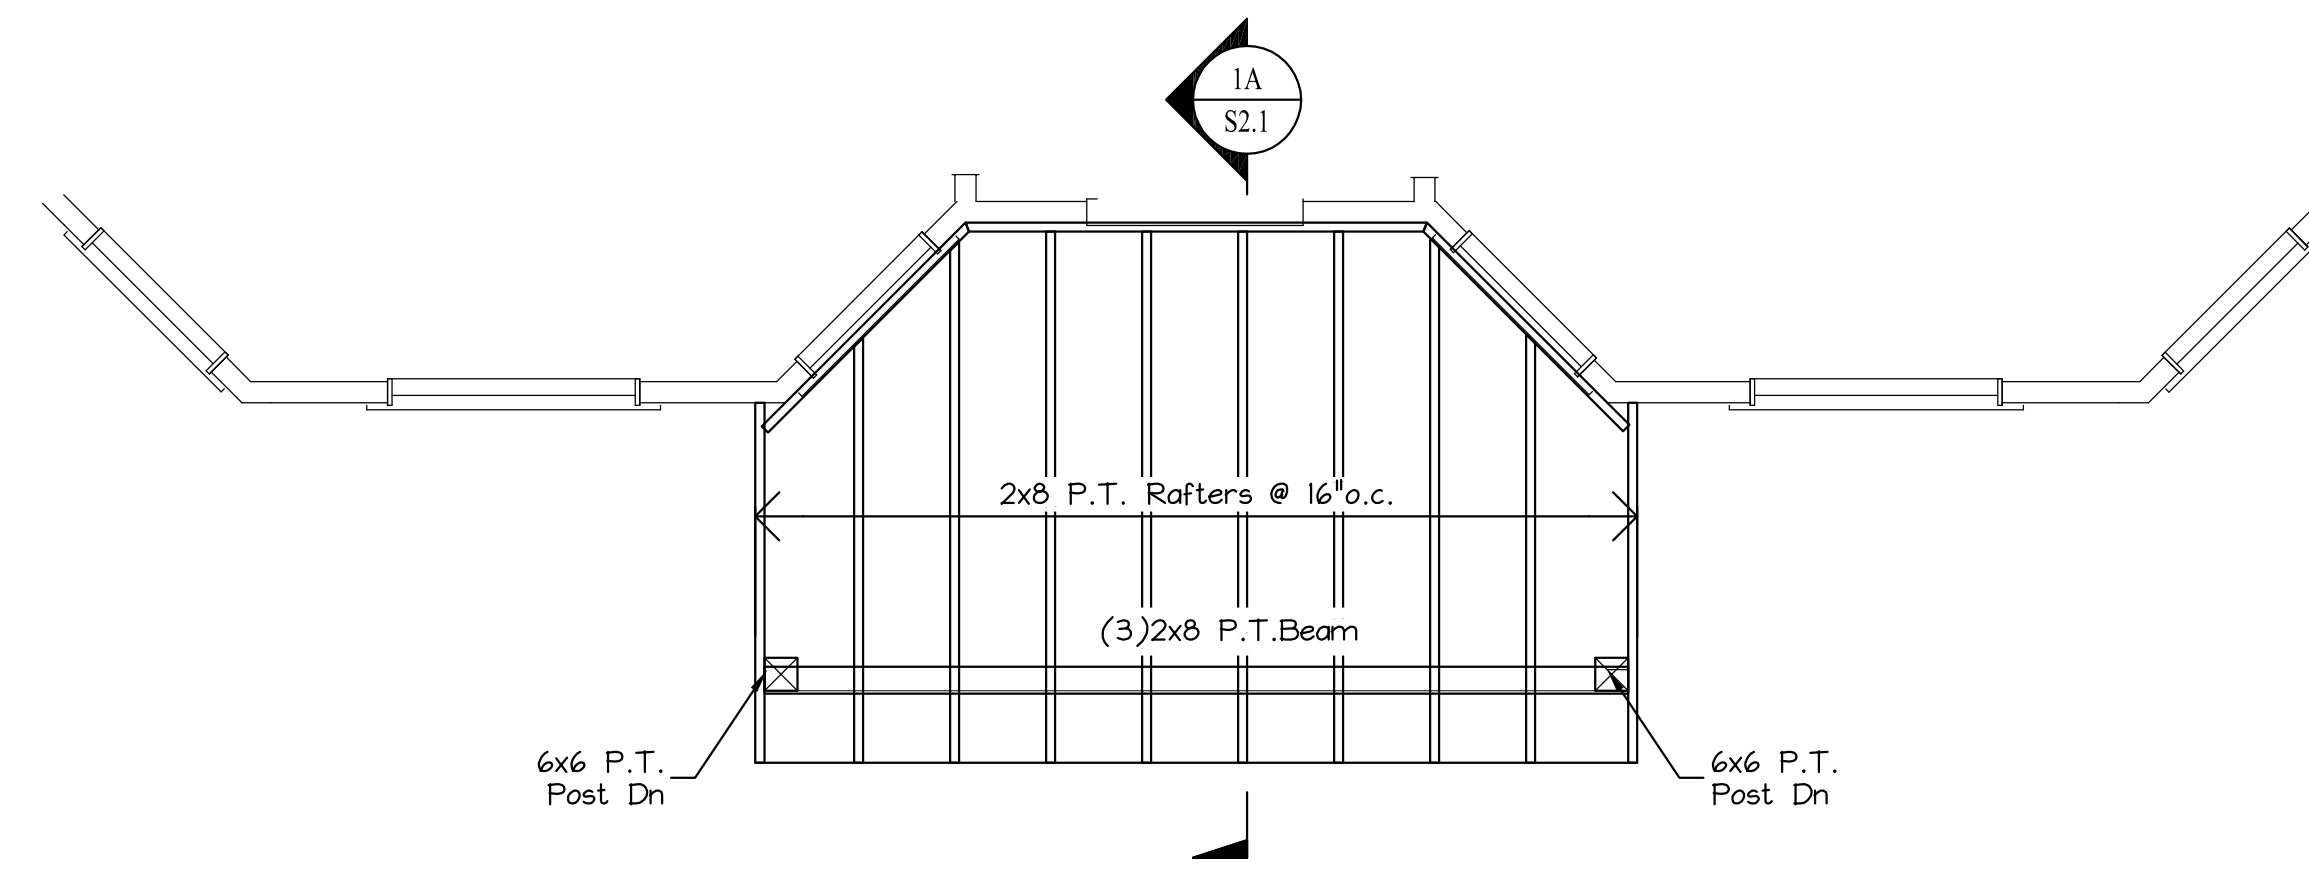 1A
S2.1
2x8 P.T. Rafters @ 16"o.c.
(3)2x8 P.T.Beam
6x6 P.T.
Post Dn
6x6 P.T.
Post Dn